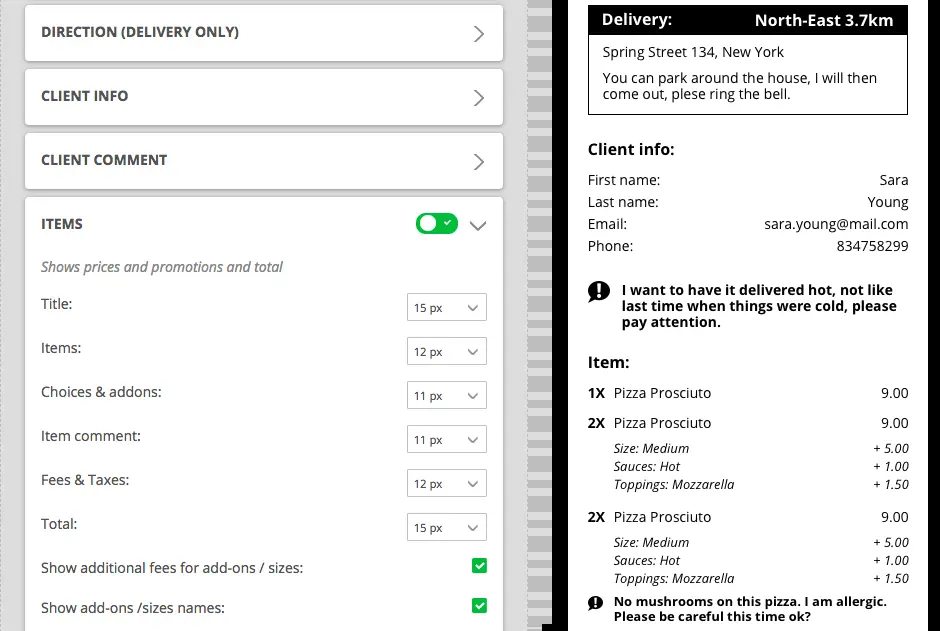 DIRECTION (DELIVERY ONLY)
CLIENT INFO
CLIENT COMMENT
ITEMS
Shows prices and promotions and total
Title: 15 px
Items: 12 px
Choices & addons: 11 px
Item comment: 11 px
Fees & Taxes: 12 px
Total: 15 px
Show additional fees for add-ons / sizes:
Show add-ons /sizes names:
Delivery: North-East 3.7km
Spring Street 134, New York
You can park around the house, I will then
come out, plese ring the bell.
Client info:
First name: Sara
Last name: Young
Email: sara.young@mail.com
Phone: 834758299
I want to have it delivered hot, not like
last time when things were cold, please
pay attention.
Item:
1X Pizza Prosciuto 9.00
2X Pizza Prosciuto 9.00
Size: Medium + 5.00
Sauces: Hot + 1.00
Toppings: Mozzarella + 1.50
2X Pizza Prosciuto 9.00
Size: Medium + 5.00
Sauces: Hot + 1.00
Toppings: Mozzarella + 1.50
No mushrooms on this pizza. I am allergic.
Please be careful this time ok?